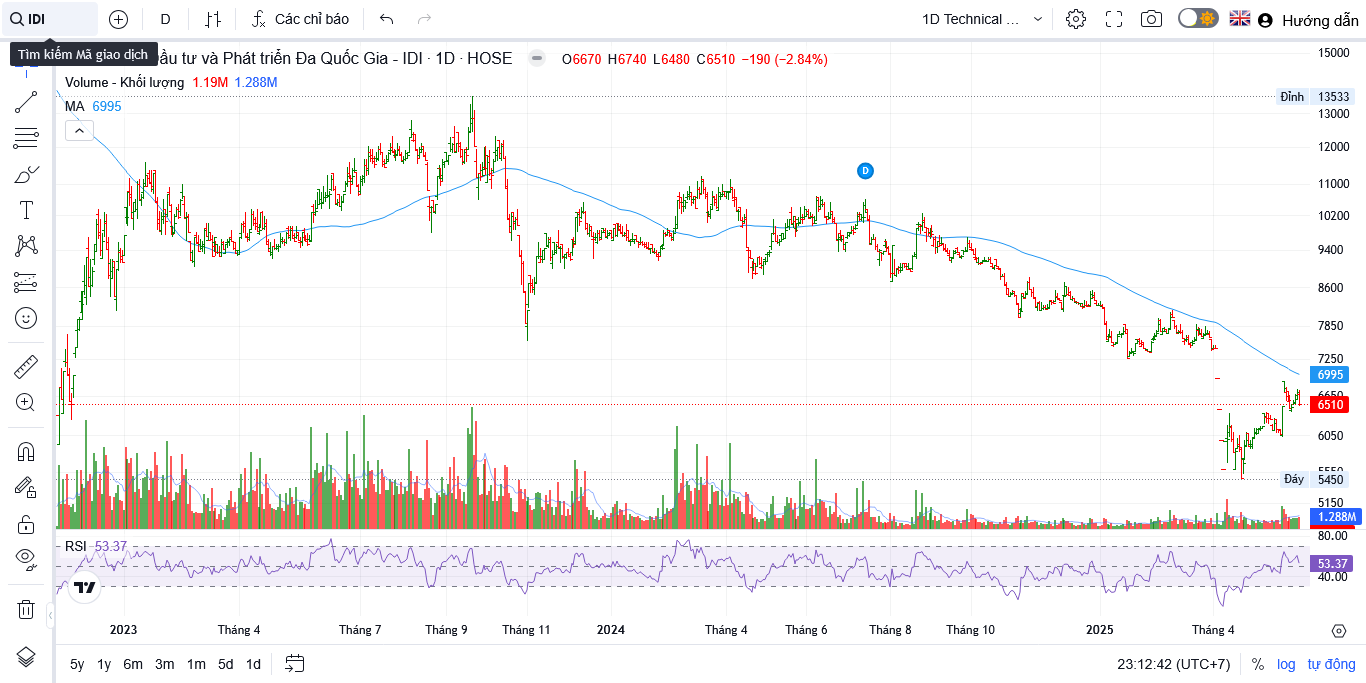 IDI
D
Các chỉ báo
1D Technical ...
Hướng dẫn
Tìm kiếm Mã giao dịch
ầu tư và Phát triển Đa Quốc Gia - IDI · 1D · HOSE
O6670 H6740 L6480 C6510 −190 (−2.84%)
Volume - Khối lượng 1.19M 1.288M
MA 6995
15000
Đỉnh 13533
13000
12000
D
11000
10200
9400
8600
7850
7250
6995
6510
6050
Đáy 5450
5150
1.288M
RSI 53.37
80.00
53.37
40.00
2023 Tháng 4 Tháng 7 Tháng 9 Tháng 11 2024 Tháng 4 Tháng 6 Tháng 8 Tháng 10 2025 Tháng 4
5y 1y 6m 3m 1m 5d 1d
23:12:42 (UTC+7) % log tự động